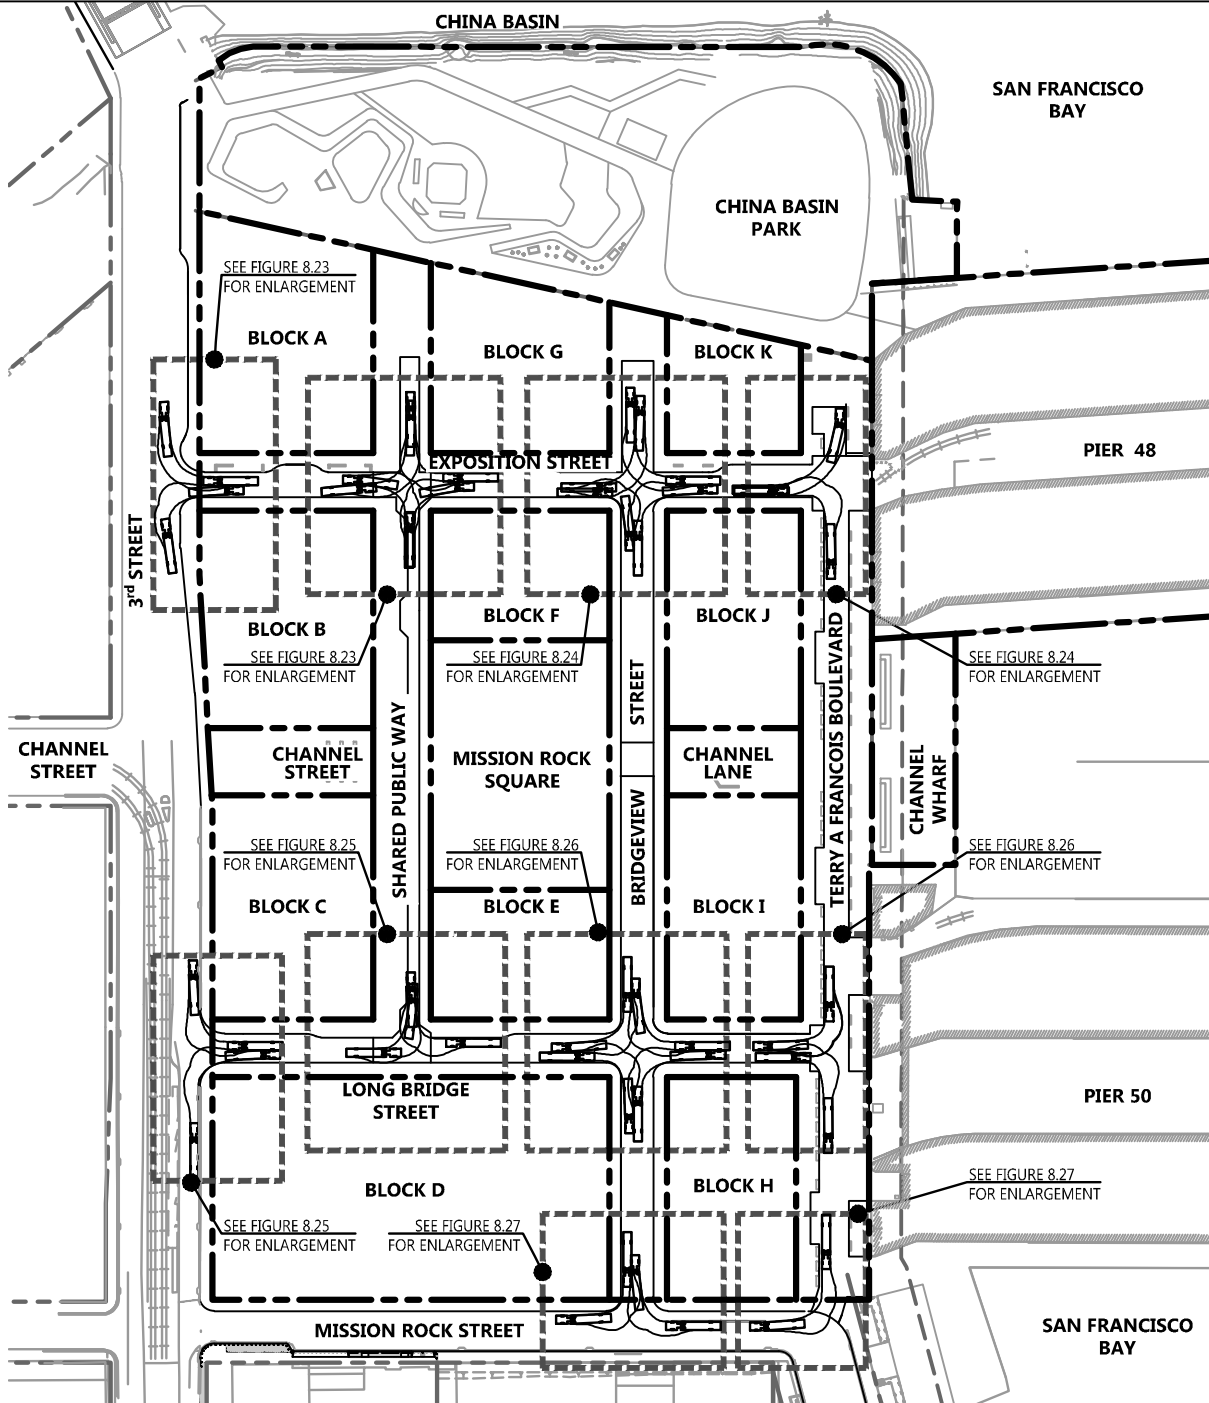 CHINA BASIN
SAN FRANCISCO
BAY
CHINA BASIN
PARK
SEE FIGURE 8.23
FOR ENLARGEMENT
BLOCK A
BLOCK G
BLOCK K
PIER 48
EXPOSITION STREET
3rd STREET
BLOCK B
BLOCK F
BLOCK J
SEE FIGURE 8.23
FOR ENLARGEMENT
SEE FIGURE 8.24
FOR ENLARGEMENT
SEE FIGURE 8.24
FOR ENLARGEMENT
STREET
TERRY A FRANCOIS BOULEVARD
SHARED PUBLIC WAY
CHANNEL
STREET
CHANNEL
STREET
MISSION ROCK
SQUARE
CHANNEL
LANE
CHANNEL
WHARF
BRIDGEVIEW
SEE FIGURE 8.25
FOR ENLARGEMENT
SEE FIGURE 8.26
FOR ENLARGEMENT
SEE FIGURE 8.26
FOR ENLARGEMENT
BLOCK C
BLOCK E
BLOCK I
LONG BRIDGE
STREET
PIER 50
BLOCK D
BLOCK H
SEE FIGURE 8.27
FOR ENLARGEMENT
SEE FIGURE 8.25
FOR ENLARGEMENT
SEE FIGURE 8.27
FOR ENLARGEMENT
MISSION ROCK STREET
SAN FRANCISCO
BAY